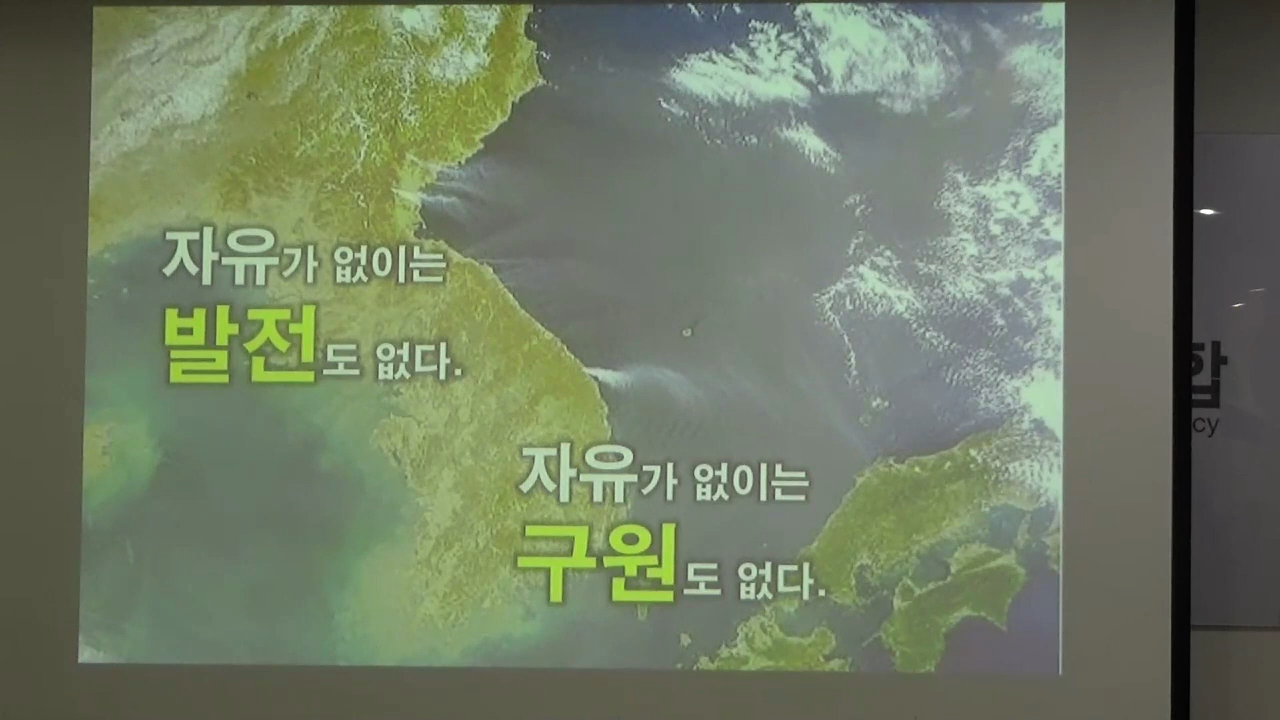 자유가 없이는
발전도 없다.
자유가 없이는
구원도 없다.
합
cy